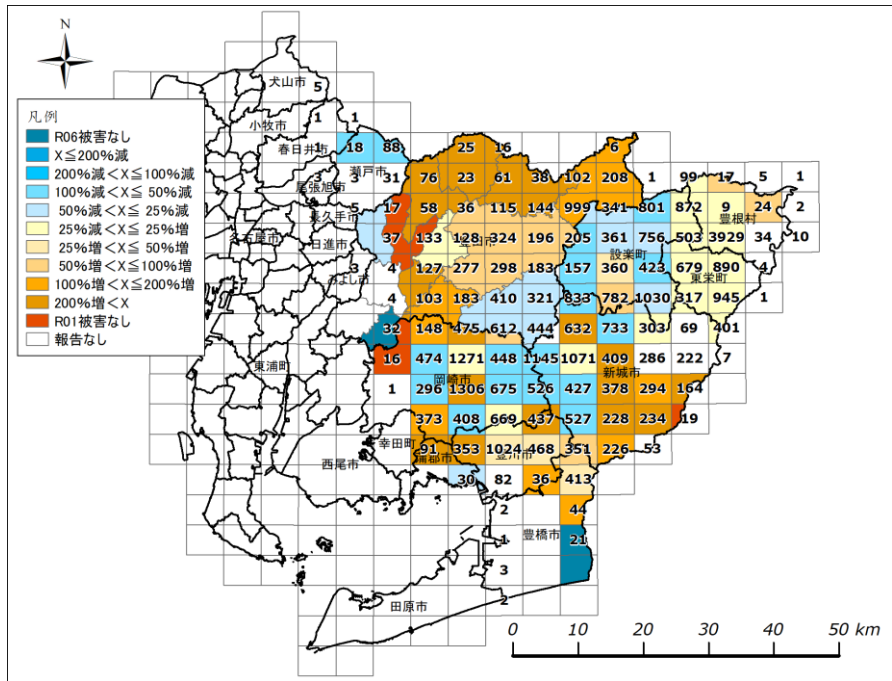 N
犬山市 5
凡例
R06被害なし
X≦200%減
200%減<X≦100%減
100%減<X≦50%減
50%減<X≦25%減
25%減<X≦25%増
25%増<X≦50%増
50%増<X≦100%増
100%増<X≦200%増
200%増<X
R01被害なし
報告なし
小牧市 1 1
春日井市 1 18 88 25 16 6
瀬戸市
尾張旭市 3 3 31 76 23 61 38 102 208 1 99 17 5 1
長久手市 5 17 58 36 115 144 999 341 801 872 9 24 2
豊根村
名古屋市 日進市 37 133 128 324 196 205 361 756 503 3929 34 10
豊田市 設楽町
みよし市 3 4 127 277 298 183 157 360 423 679 890 4
東栄町
4 103 183 410 321 833 782 1030 317 945 1
32 148 475 612 444 632 733 303 69 401
東浦町 16 474 1271 448 1145 1071 409 286 222 7
岡崎市 新城市
1 296 1306 675 526 427 378 294 164
373 408 669 437 527 228 234 19
西尾市 幸田町 91 蒲郡市 353 1024 豊川市 468 351 226 53
30 82 36 413
2 44
1 豊橋市 21
3
田原市 2
0 10 20 30 40 50 km